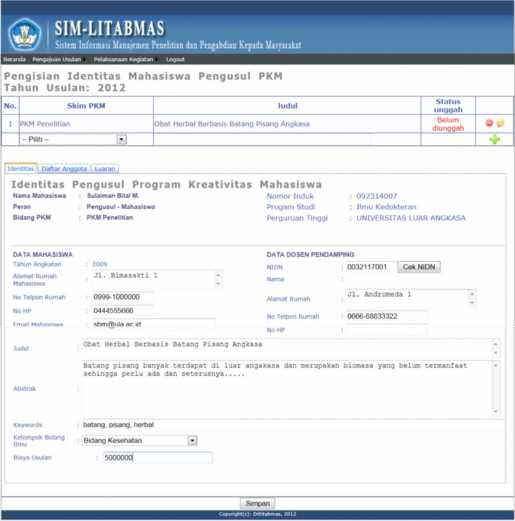 SIM-LITABMAS
Sistem Informasi Manajemen Penelitian dan Pengabdian Kepada Masyarakat
Beranda Pengajuan Usulan Pelaksanaan Kegiatan Logout
Pengisian Identitas Mahasiswa Pengusul PKM
Tahun Usulan: 2012
No. Skim PKM Judul Status unggah
1 PKM Penelitian Obat Herbal Berbasis Batang Pisang Angkasa Belum diunggah
-- Pilih --
Identitas Daftar Anggota Luaran
Identitas Pengusul Program Kreativitas Mahasiswa
Nama Mahasiswa : Sulaiman Bilal M. Nomor Induk : 092314007
Peran : Pengusul - Mahasiswa Progam Studi : Ilmu Kedokteran
Bidang PKM : PKM Penelitian Perguruan Tinggi : UNIVERSITAS LUAR ANGKASA
DATA MAHASISWA DATA DOSEN PENDAMPING
Tahun Angkatan : 2009 NIDN : 0032117001 Cek NIDN
Alamat Rumah Mahasiswa : Jl. Bimasakti 1 Nama :
Alamat Rumah : Jl. Andromeda 1
No Telpon Rumah : 0999-1000000
No HP : 0444555666 No Telpon Rumah : 0666-88833322
Email Mahasiswa : sbm@ula.ac.id No HP :
Judul : Obat Herbal Berbasis Batang Pisang Angkasa
Abstrak : Batang pisang banyak terdapat di luar angakasa dan merupakan biomasa yang belum termanfaat
sehingga perlu ada dan seterusnya.....
Keywords : batang, pisang, herbal
Kelompok Bidang Ilmu : Bidang Kesehatan
Biaya Usulan : 5000000
Simpan
Copyright(c): Ditlitabmas, 2012